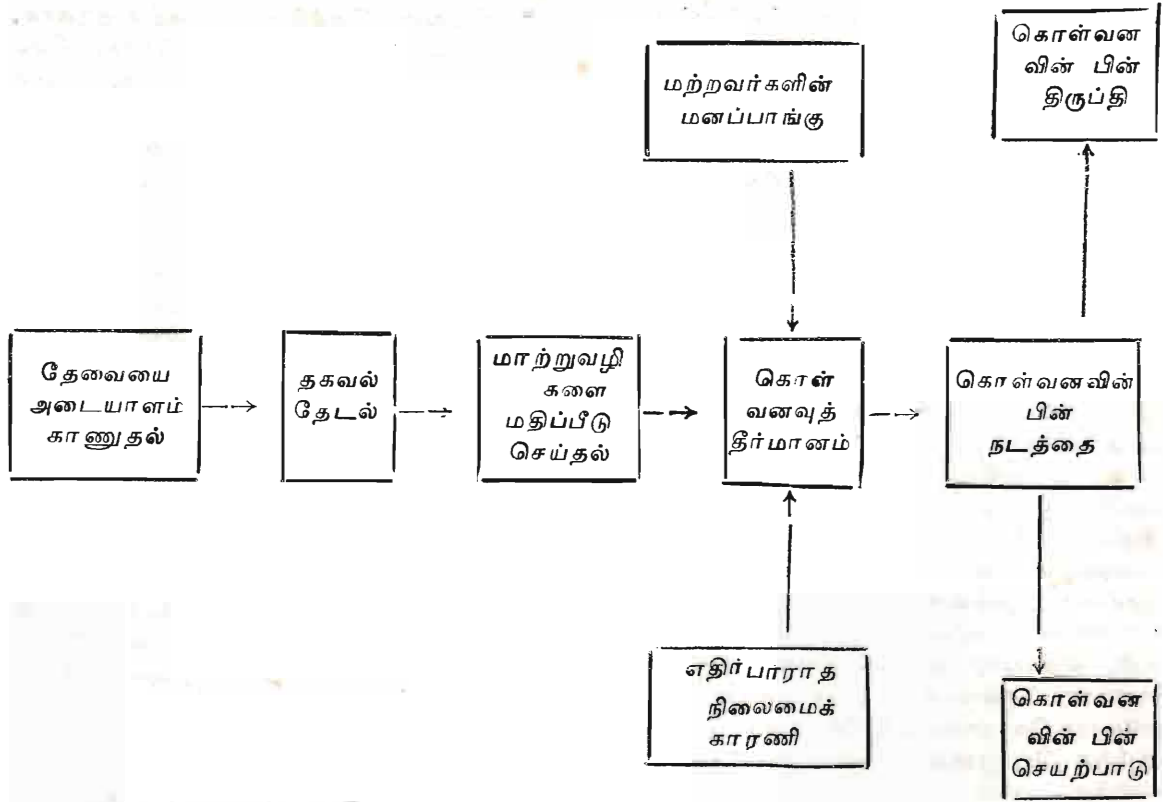 கொள்வன
வின் பின்
திருப்தி
மற்றவர்களின்
மனப்பாங்கு
தேவையை
அடையாளம்
காணுதல்
தகவல்
தேடல்
மாற்றுவழி
களை
மதிப்பீடு
செய்தல்
கொள்
வனவுத்
தீர்மானம்
கொள்வனவின்
பின்
நடத்தை
எதிர்பாராத
நிலைமைக்
காரணி
கொள்வன
வின் பின்
செயற்பாடு